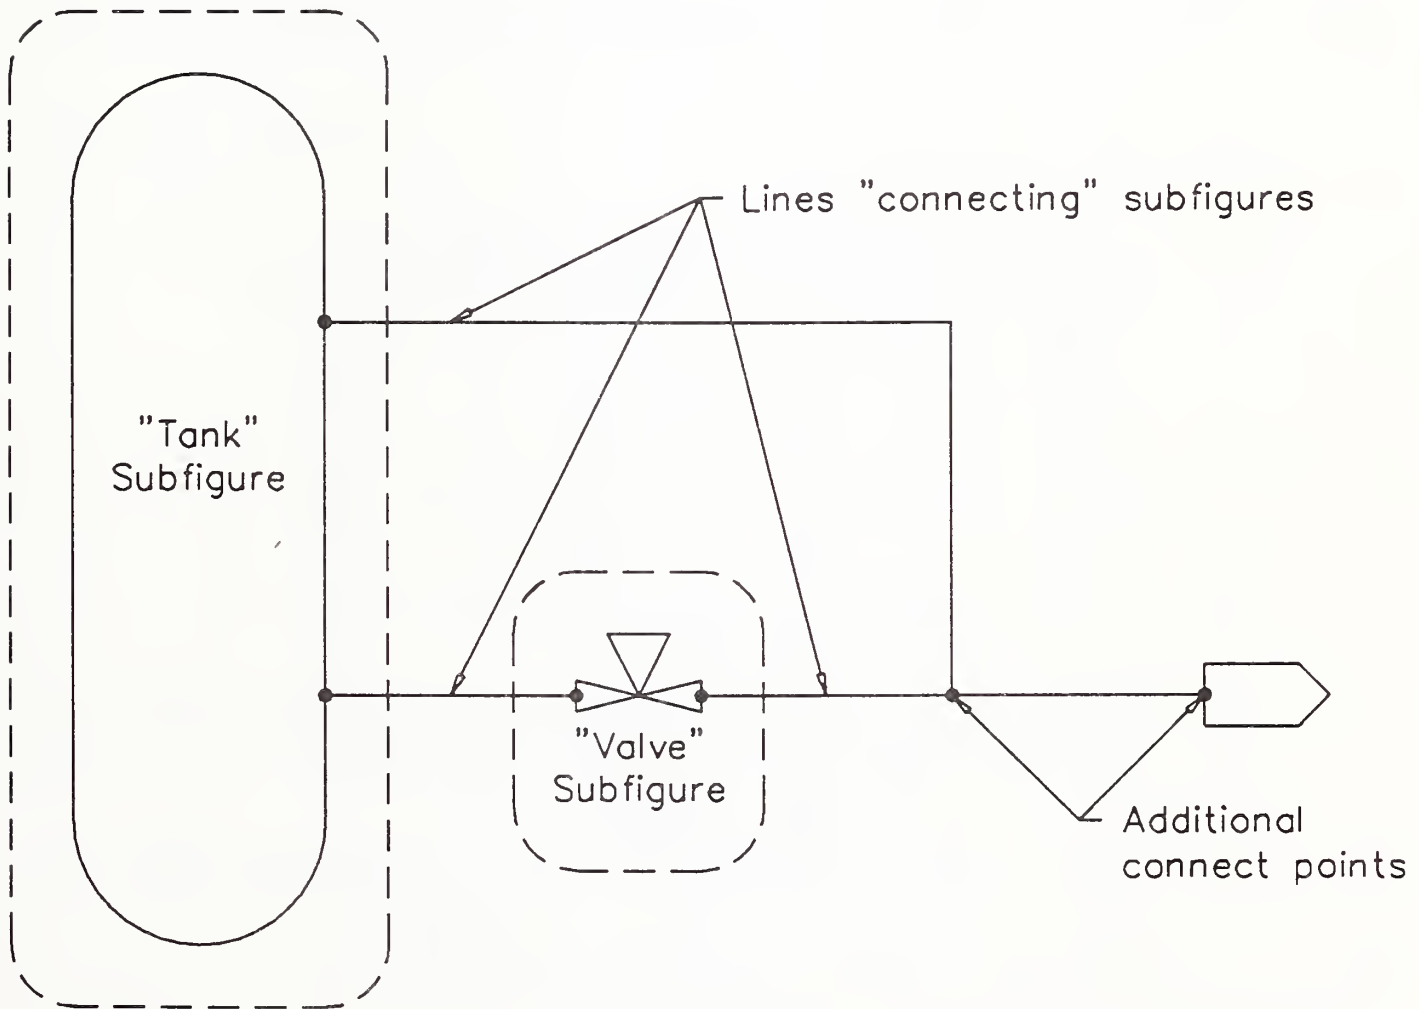 Lines "connecting" subfigures
"Tank"
Subfigure
"Valve"
Subfigure
Additional
connect points